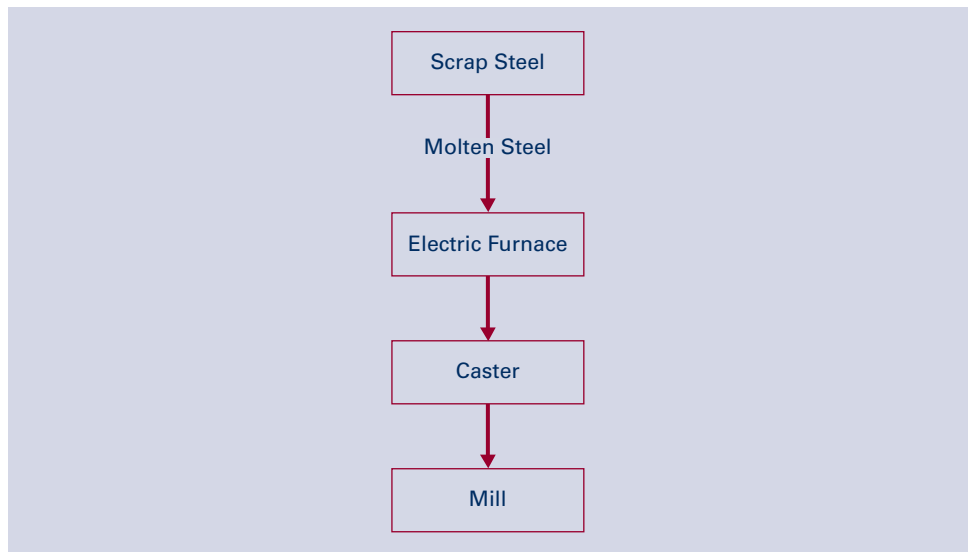 Scrap Steel
Molten Steel
Electric Furnace
Caster
Mill